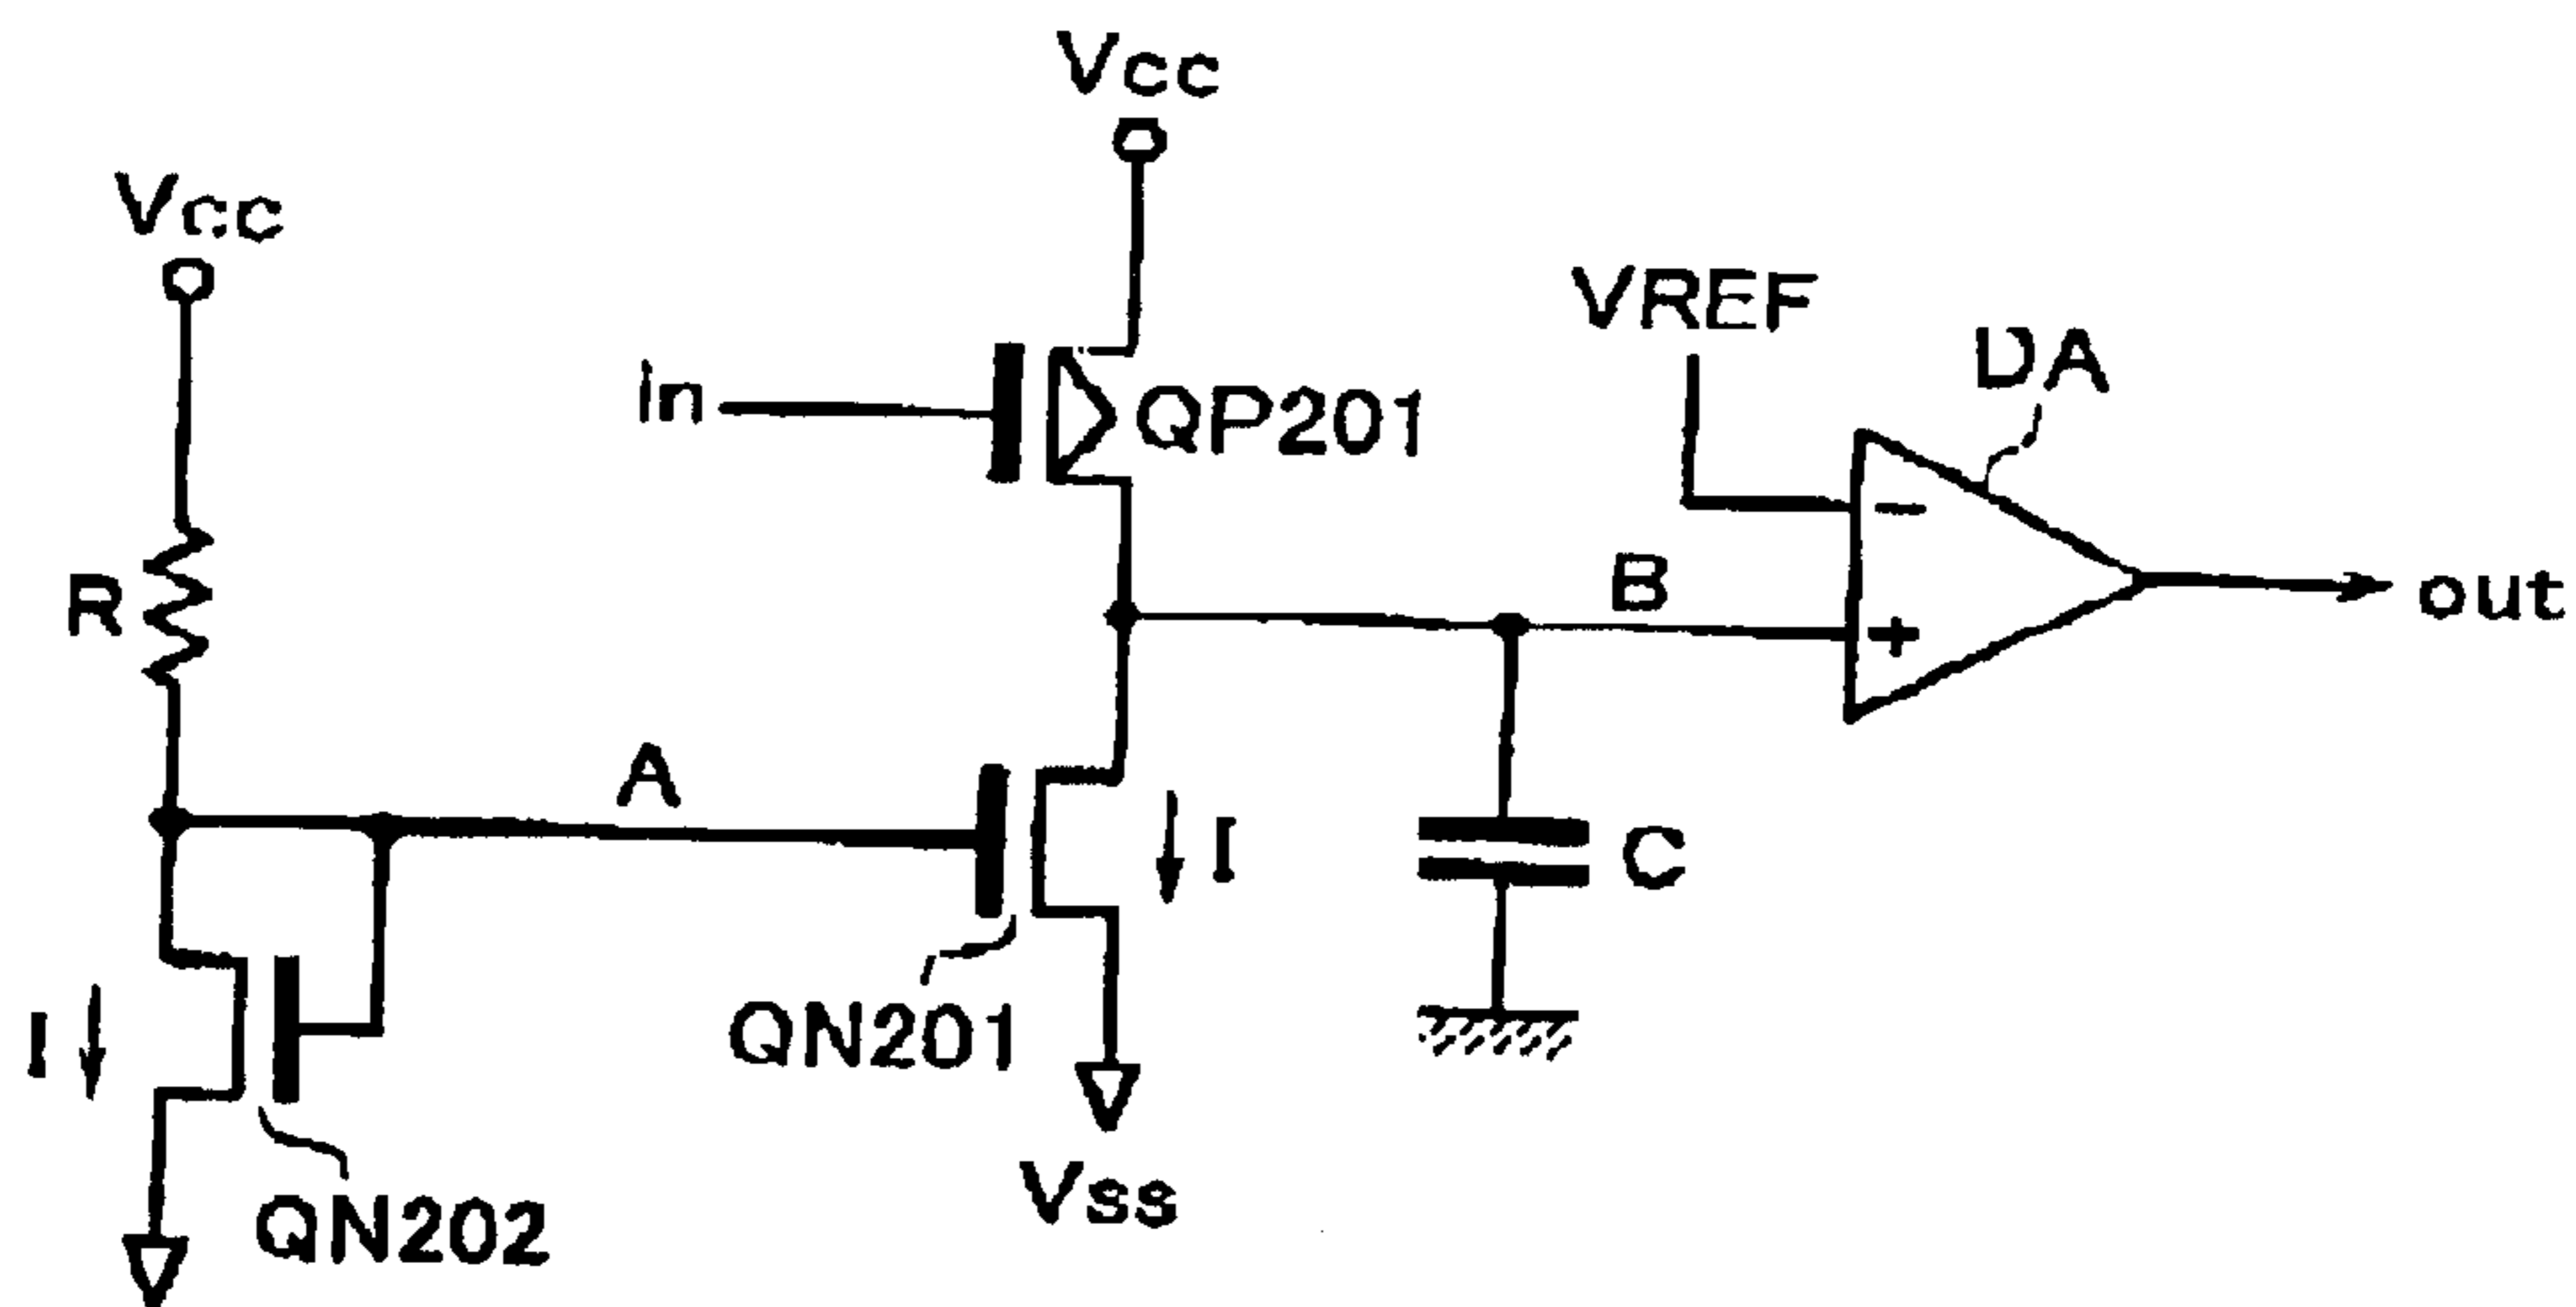 Vcc
Vcc
VREF
DA
in
QP201
-
R
B
out
+
A
I
C
QN201
I
Vss
QN202